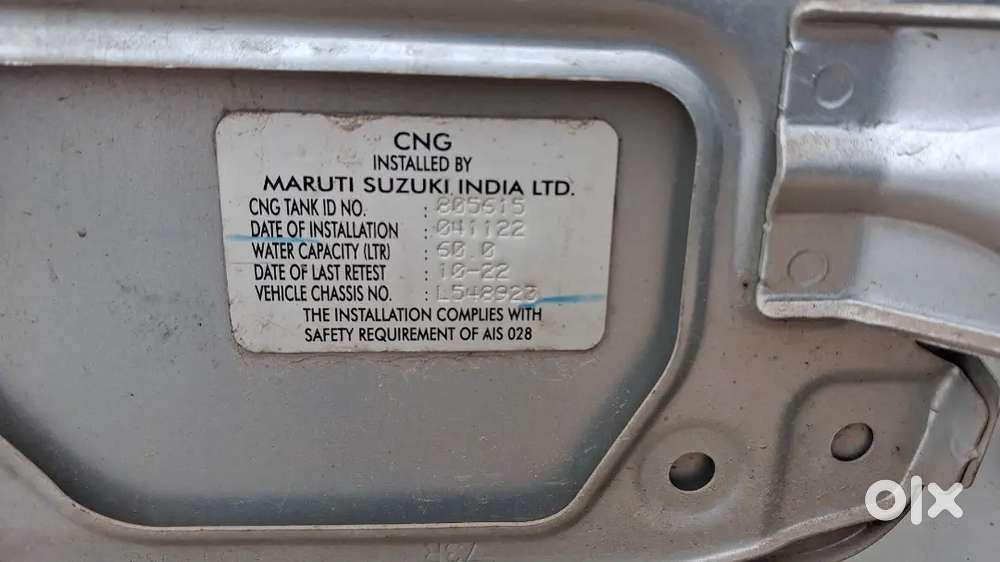 CNG
INSTALLED BY
MARUTI SUZUKI INDIA LTD.
CNG TANK ID NO. : 805615
DATE OF INSTALLATION : 041122
WATER CAPACITY (LTR) : 60.0
DATE OF LAST RETEST : 10-22
VEHICLE CHASSIS NO. : L548923
THE INSTALLATION COMPLIES WITH
SAFETY REQUIREMENT OF AIS 028
olx